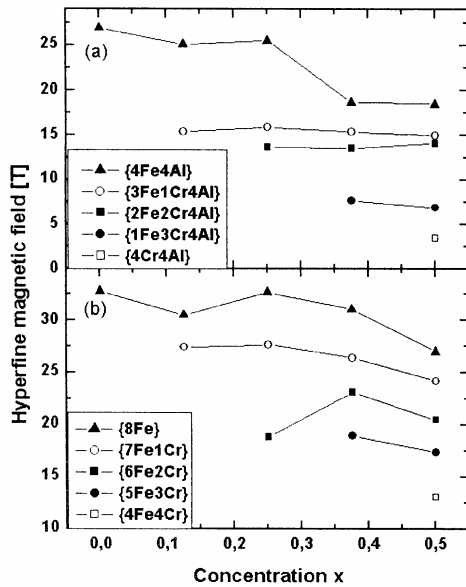 Hyperfine magnetic field [T]
(a)
25
20
15
10
5
0
{4Fe4Al}
{3Fe1Cr4Al}
{2Fe2Cr4Al}
{1Fe3Cr4Al}
{4Cr4Al}
(b)
30
25
20
15
10
{8Fe}
{7Fe1Cr}
{6Fe2Cr}
{5Fe3Cr}
{4Fe4Cr}
0,0 0,1 0,2 0,3 0,4 0,5
Concentration x